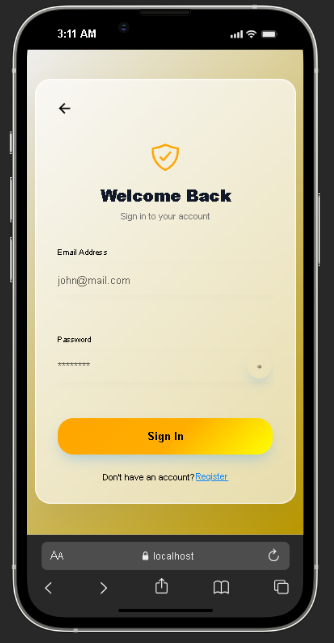 3:11 AM
Welcome Back
Sign in to your account
Email Address
john@mail.com
Password
********
Sign In
Don't have an account? Register
AA
localhost